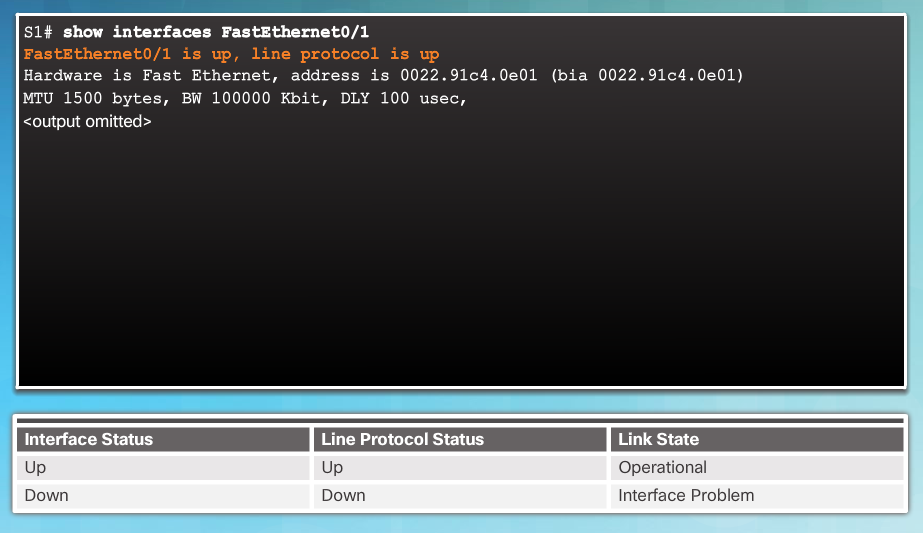 S1# show interfaces FastEthernet0/1
FastEthernet0/1 is up, line protocol is up
Hardware is Fast Ethernet, address is 0022.91c4.0e01 (bia 0022.91c4.0e01)
MTU 1500 bytes, BW 100000 Kbit, DLY 100 usec,
<output omitted>
Interface Status Line Protocol Status Link State
Up Up Operational
Down Down Interface Problem